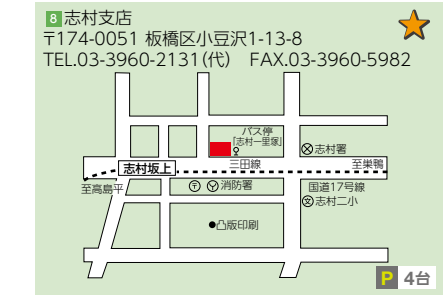 8 志村支店
〒174-0051 板橋区小豆沢1-13-8
TEL.03-3960-2131(代) FAX.03-3960-5982
バス停
「志村一里塚」
志村署
志村坂上
三田線
至巣鴨
至高島平
〒
消防署
国道17号線
文志村二小
●凸版印刷
P 4台